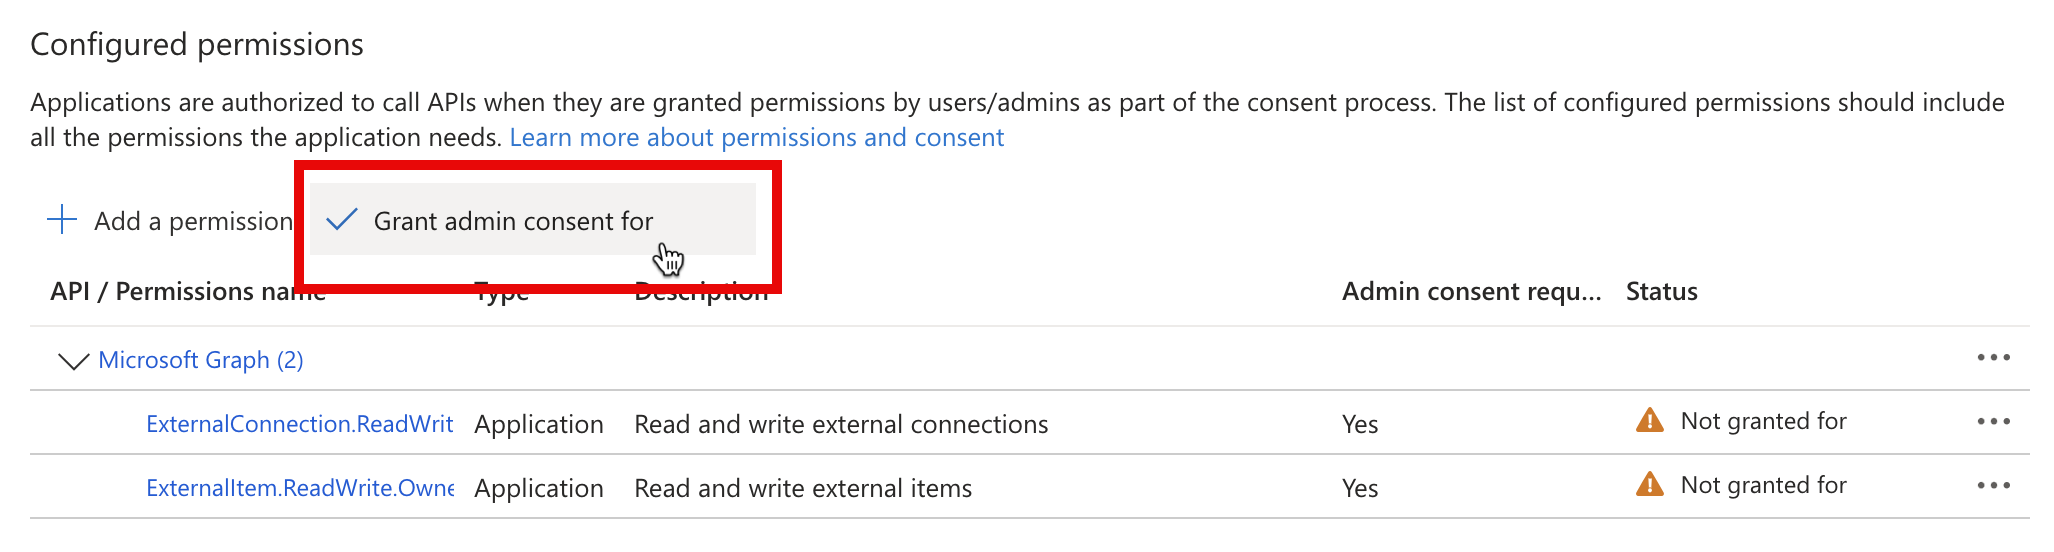 Configured permissions
Applications are authorized to call APIs when they are granted permissions by users/admins as part of the consent process. The list of configured permissions should include
all the permissions the application needs. Learn more about permissions and consent
Add a permission Grant admin consent for
API / Permissions name Type Description Admin consent requ... Status
Microsoft Graph (2)
ExternalConnection.ReadWrit Application Read and write external connections Yes Not granted for
ExternalItem.ReadWrite.Owne Application Read and write external items Yes Not granted for